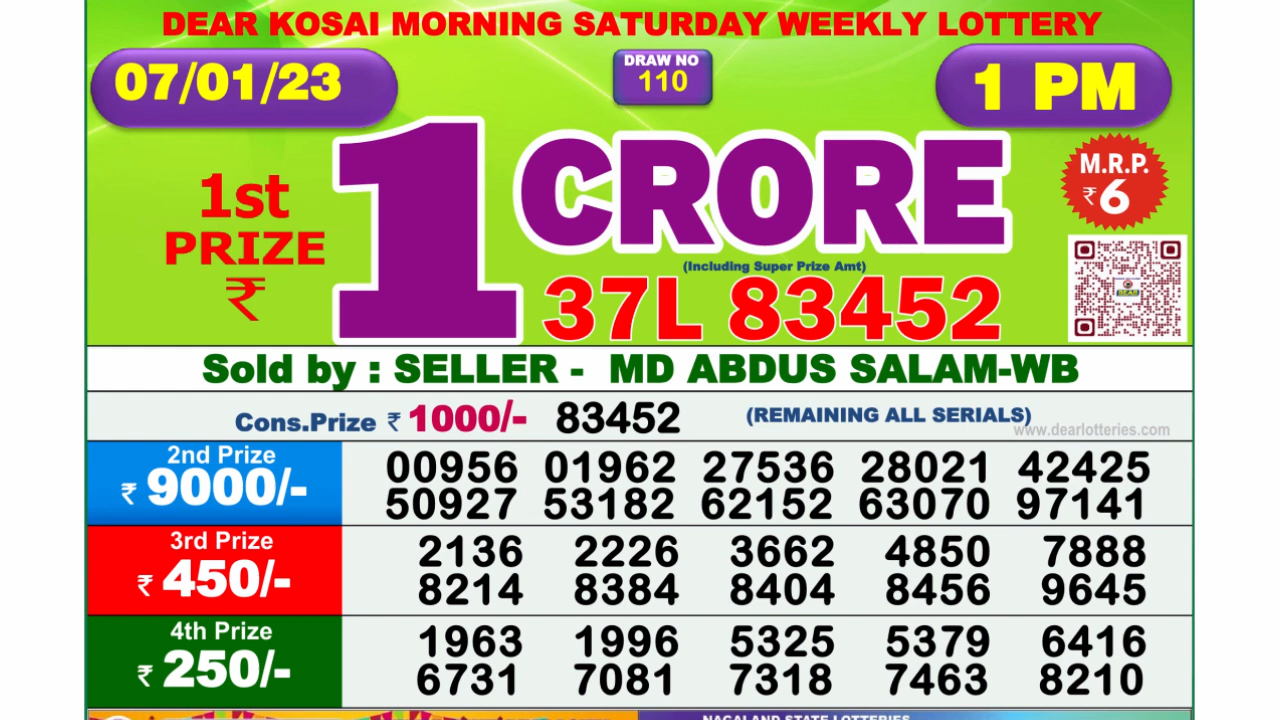 DEAR KOSAI MORNING SATURDAY WEEKLY LOTTERY
07/01/23
DRAW NO
110
1 PM
1st
PRIZE
₹
1 CRORE
(Including Super Prize Amt)
37L 83452
M.R.P.
₹ 6
DEAR
Sold by : SELLER - MD ABDUS SALAM-WB
Cons.Prize ₹ 1000/- 83452 (REMAINING ALL SERIALS)
www.dearlotteries.com
2nd Prize
₹ 9000/-
00956 01962 27536 28021 42425
50927 53182 62152 63070 97141
3rd Prize
₹ 450/-
2136 2226 3662 4850 7888
8214 8384 8404 8456 9645
4th Prize
₹ 250/-
1963 1996 5325 5379 6416
6731 7081 7318 7463 8210
NAGALAND STATE LOTTERIES